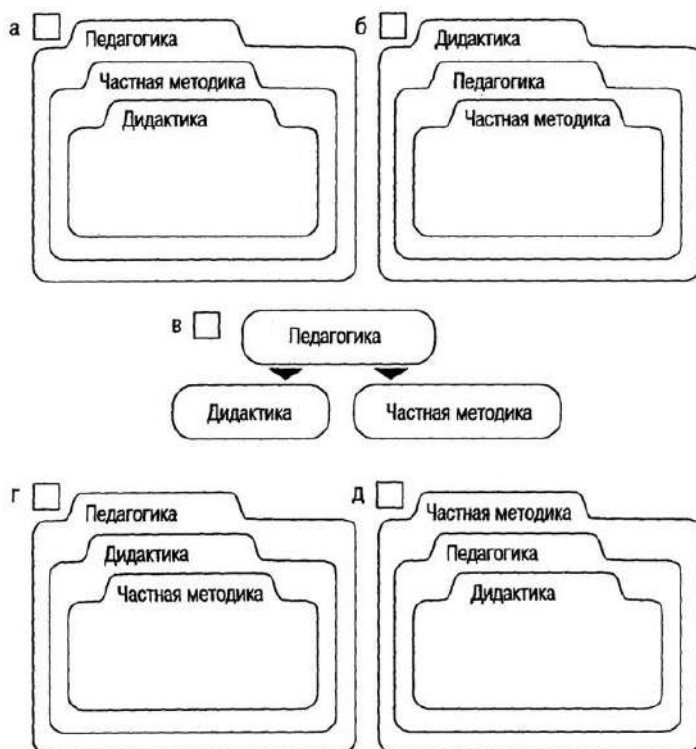 а
Педагогика
Частная методика
Дидактика
б
Дидактика
Педагогика
Частная методика
в
Педагогика
Дидактика
Частная методика
г
Педагогика
Дидактика
Частная методика
д
Частная методика
Педагогика
Дидактика